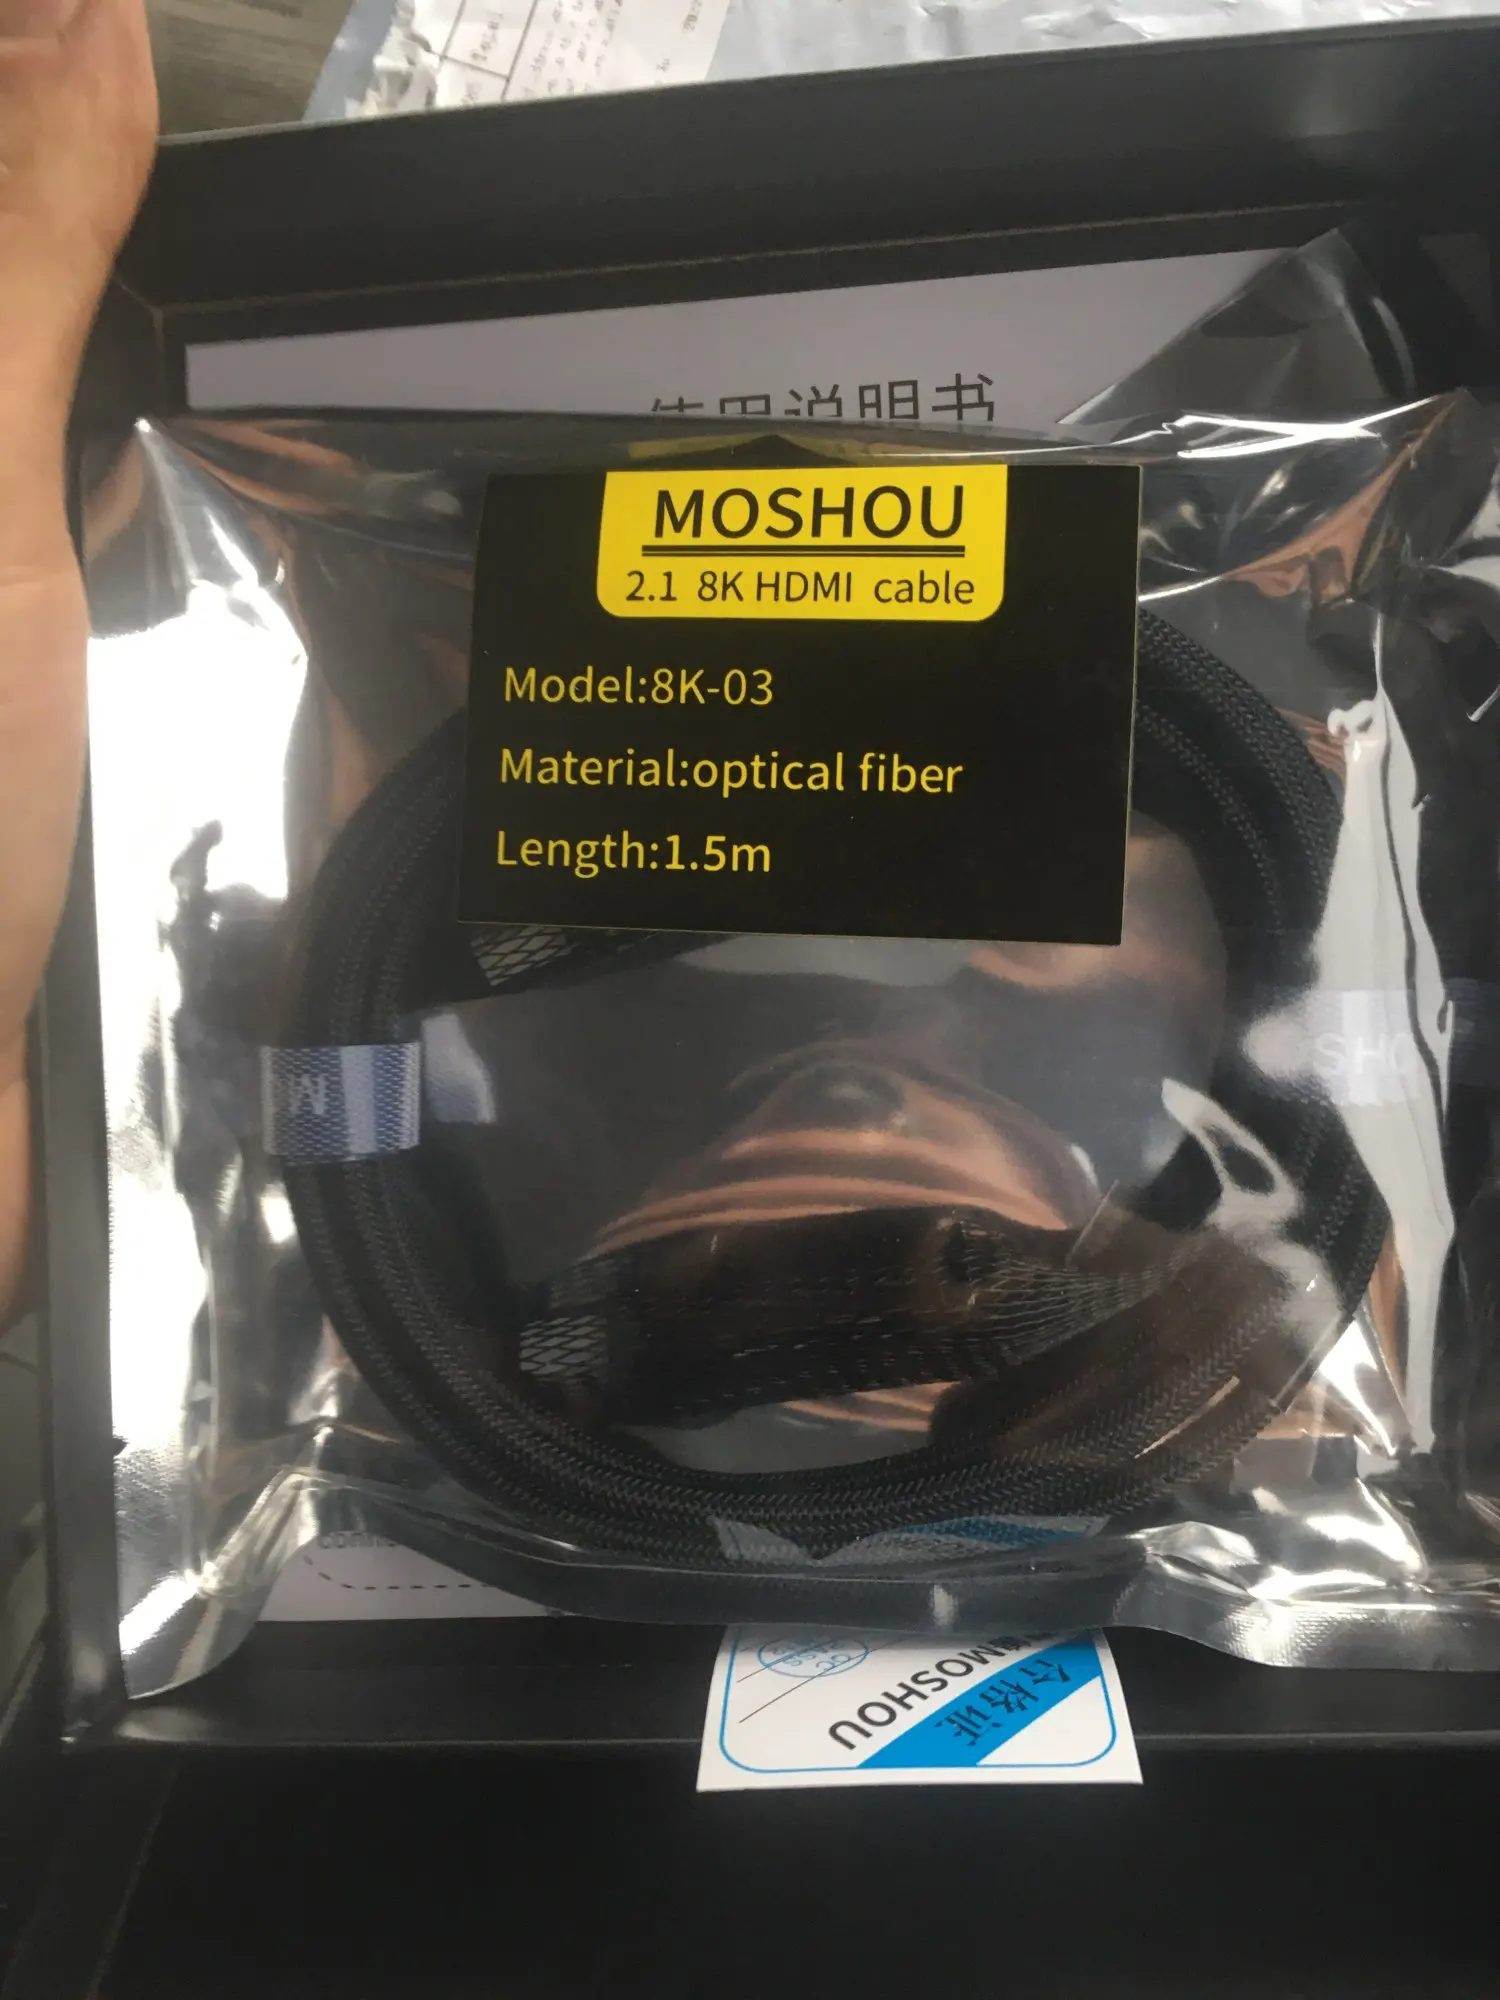 使用说明书
MOSHOU
2.1 8K HDMI cable
Model:8K-03
Material:optical fiber
Length:1.5m
M
SHO
合格证
MOSHOU